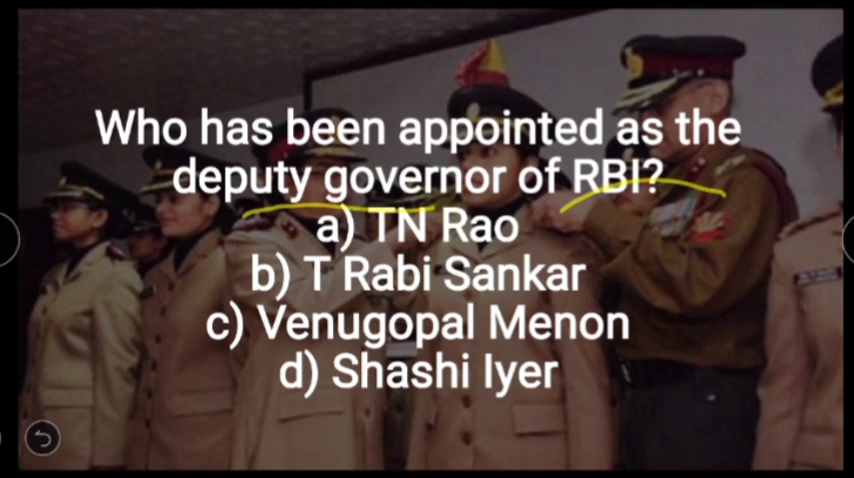 Who has been appointed as the
deputy governor of RBI?
a) TN Rao
b) T Rabi Sankar
c) Venugopal Menon
d) Shashi Iyer